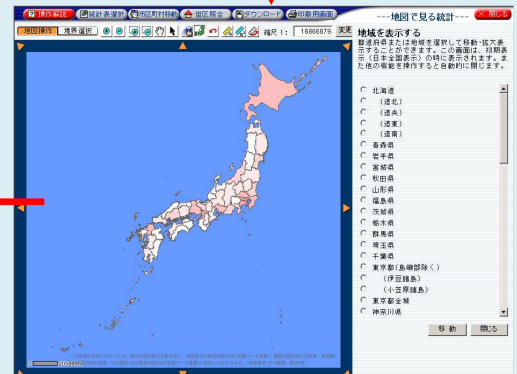 操作解説 統計表選択 市区町村移動 街区照合 ダウンロード 印刷用画面
---地図で見る統計--- 閉じる
地図操作 境界選択 縮尺 1: 16866879 変更
地域を表示する
都道府県または地域を選択して移動・拡大表
示することができます。この画面は、初期表
示（日本全国表示）の時に表示されます。ま
た他の機能を操作すると自動的に閉じます。
北海道
（道北）
（道央）
（道東）
（道南）
青森県
岩手県
宮城県
秋田県
山形県
福島県
茨城県
栃木県
群馬県
埼玉県
千葉県
東京都（島嶼部除く）
（伊豆諸島）
（小笠原諸島）
東京都全域
神奈川県
移動 閉じる